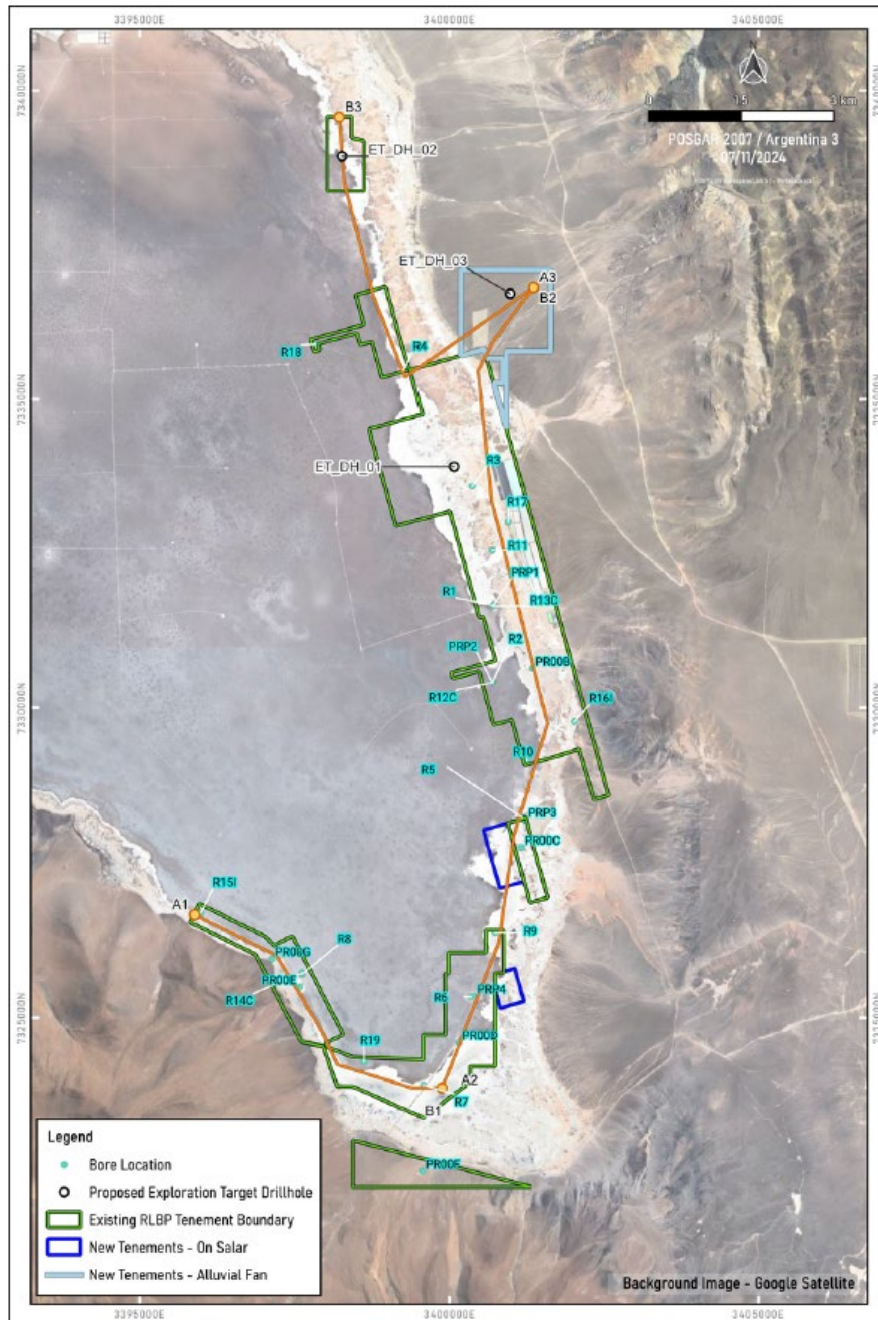 3395000E 3400000E 3405000E
7340000N
7340000N
N
0 1.5 3 km
POSGAR 2007 / Argentina 3
07/11/2024
B3
ET_DH_02
ET_DH_03
A3
B2
R18
R4
7335000N
7335000N
ET_DH_01
R3
R17
R11
PRP1
R1
R13C
R2
PRP2
PR00B
R12C
R16I
7330000N
7330000N
R10
R5
PRP3
PR00C
R15I
A1
R9
R8
PR00G
PR00E
R6
PRP4
R14C
7325000N
7325000N
R19
PR00D
A2
B1
R7
PR00F
Legend
Bore Location
Proposed Exploration Target Drillhole
Existing RLBP Tenement Boundary
New Tenements - On Salar
New Tenements - Alluvial Fan
Background Image - Google Satellite
3395000E 3400000E 3405000E